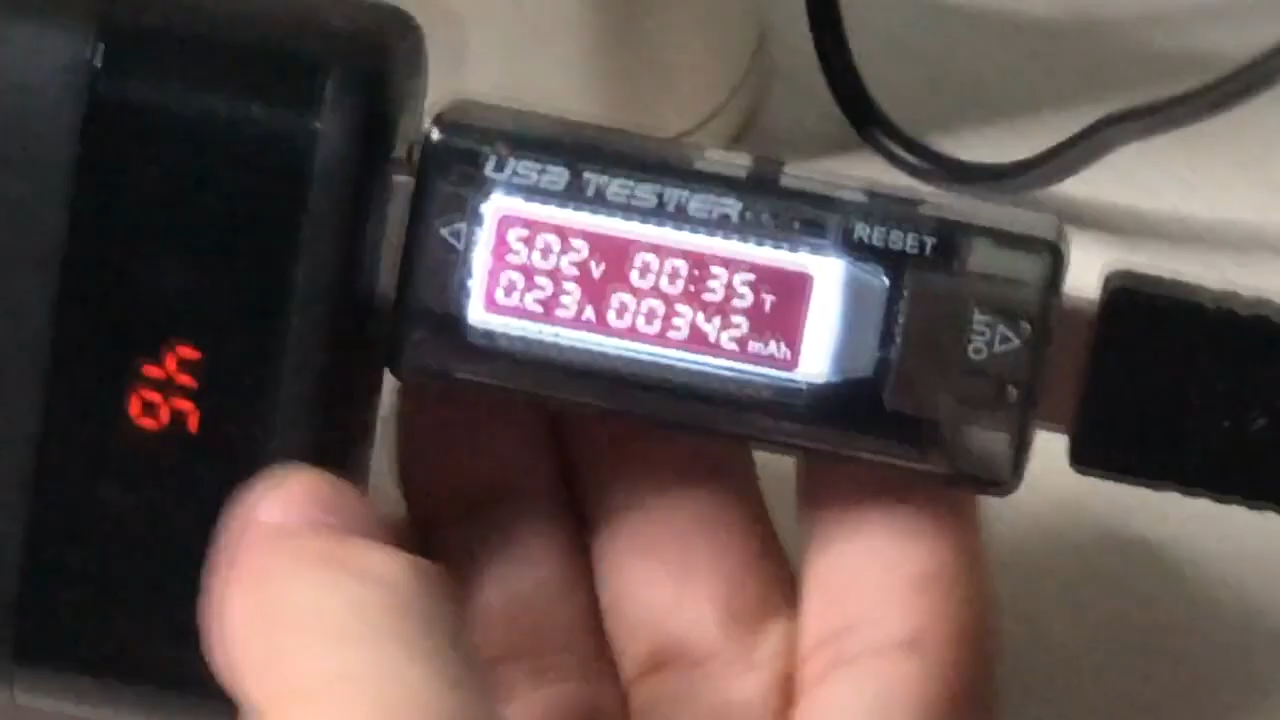 USB TESTER
RESET
5.02V 00:35T
0.23A 00342mAh
OUT